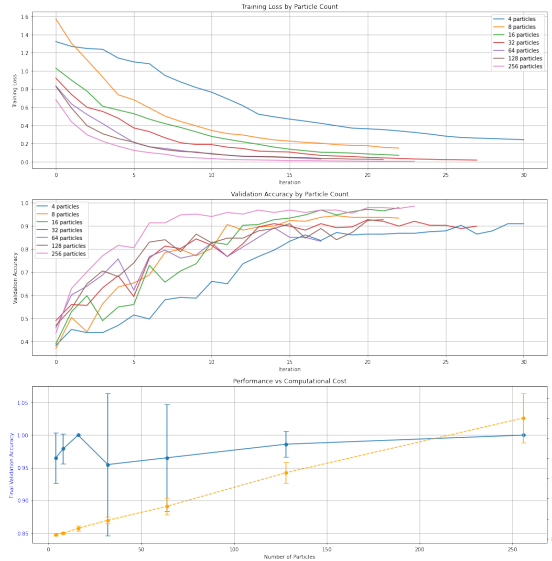 Training Loss by Particle Count
1.6
1.4
1.2
1.0
0.8
0.6
0.4
0.2
0.0
Training Loss
4 particles
8 particles
16 particles
32 particles
64 particles
128 particles
256 particles
0
5
10
15
20
25
30
Iteration
Validation Accuracy by Particle Count
1.0
0.9
0.8
0.7
0.6
0.5
0.4
Validation Accuracy
4 particles
8 particles
16 particles
32 particles
64 particles
128 particles
256 particles
0
5
10
15
20
25
30
Iteration
Performance vs Computational Cost
1.05
1.00
0.95
0.90
0.85
Final Validation Accuracy
0
50
100
150
200
250
Number of Particles